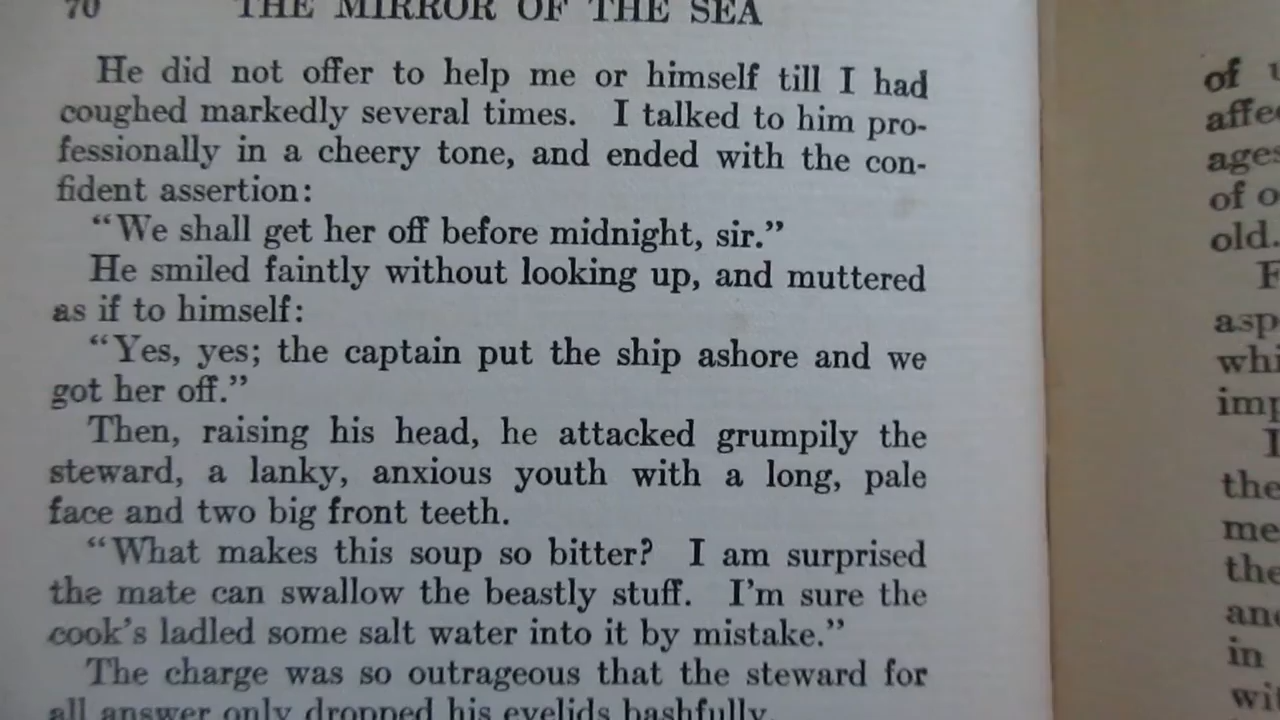 70 THE MIRROR OF THE SEA
He did not offer to help me or himself till I had
coughed markedly several times. I talked to him pro-
fessionally in a cheery tone, and ended with the con-
fident assertion:
“We shall get her off before midnight, sir.”
He smiled faintly without looking up, and muttered
as if to himself:
“Yes, yes; the captain put the ship ashore and we
got her off.”
Then, raising his head, he attacked grumpily the
steward, a lanky, anxious youth with a long, pale
face and two big front teeth.
“What makes this soup so bitter? I am surprised
the mate can swallow the beastly stuff. I’m sure the
cook’s ladled some salt water into it by mistake.”
The charge was so outrageous that the steward for
all answer only dropped his eyelids bashfully.
of
ages
of o
old.
whi
the
me
the
in